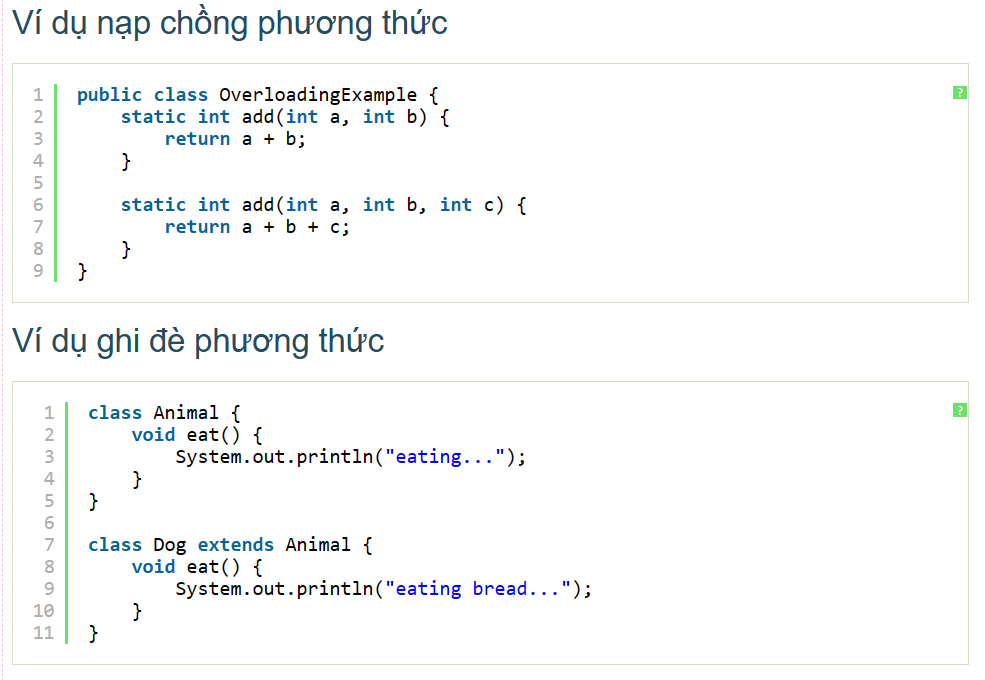 Ví dụ nạp chồng phương thức
?
1 public class OverloadingExample {
2     static int add(int a, int b) {
3         return a + b;
4     }
5
6     static int add(int a, int b, int c) {
7         return a + b + c;
8     }
9 }
Ví dụ ghi đè phương thức
?
1 class Animal {
2     void eat() {
3         System.out.println("eating...");
4     }
5 }
6
7 class Dog extends Animal {
8     void eat() {
9         System.out.println("eating bread...");
10     }
11 }